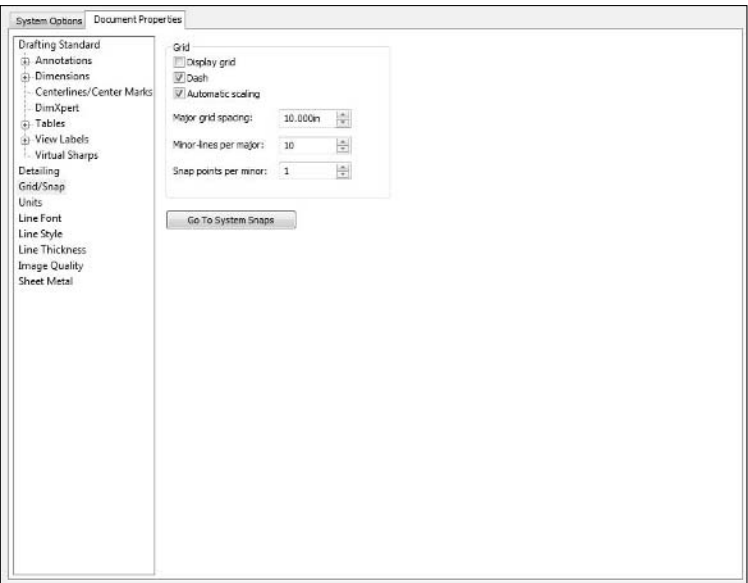 System Options
Document Properties
Drafting Standard
Annotations
Dimensions
Centerlines/Center Marks
DimXpert
Tables
View Labels
Virtual Sharps
Detailing
Grid/Snap
Units
Line Font
Line Style
Line Thickness
Image Quality
Sheet Metal
Grid
Display grid
Dash
Automatic scaling
Major grid spacing: 10.000in
Minor-lines per major: 10
Snap points per minor: 1
Go To System Snaps